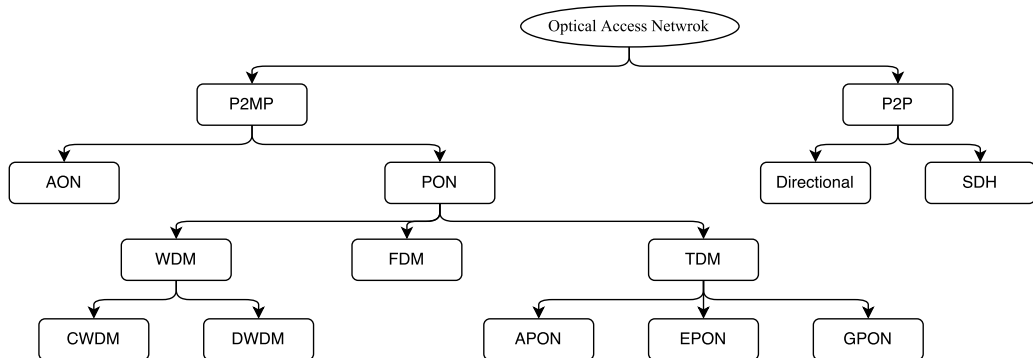 Optical Access Netwrok
P2MP
P2P
AON
PON
Directional
SDH
WDM
FDM
TDM
CWDM
DWDM
APON
EPON
GPON